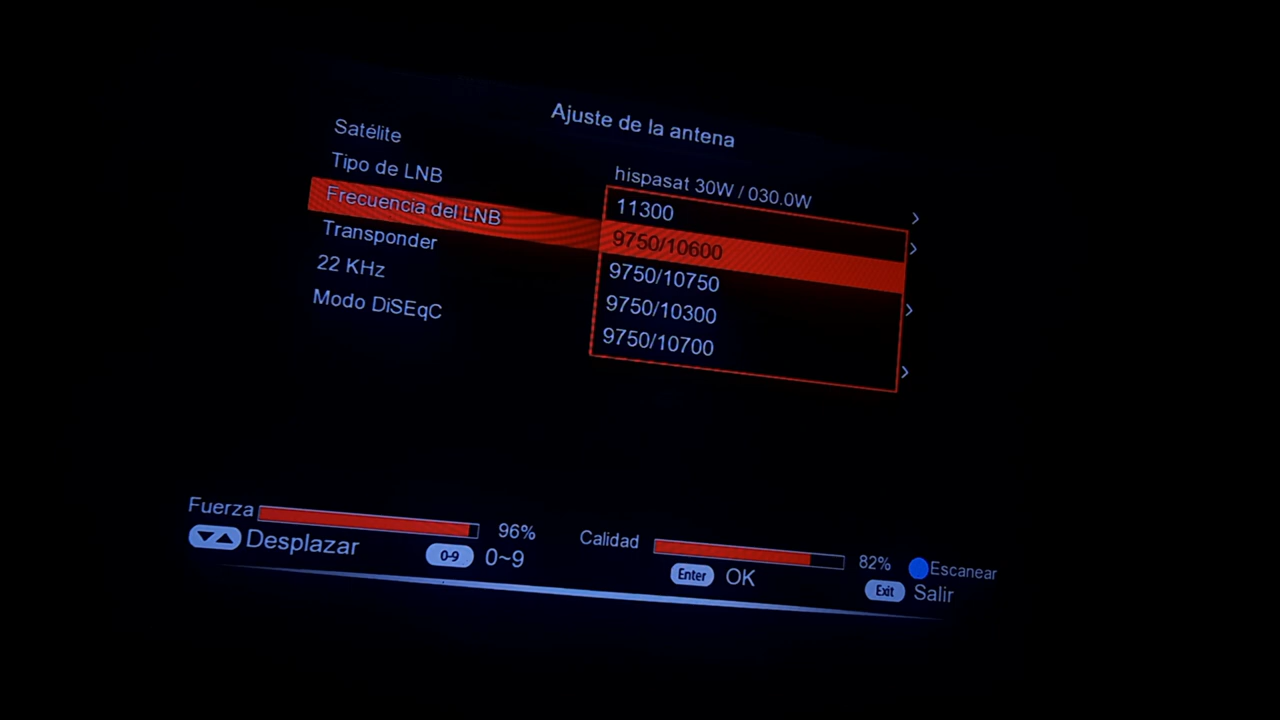 Ajuste de la antena
Satélite
hispasat 30W / 030.0W
Tipo de LNB
11300
Frecuencia del LNB
9750/10600
Transponder
9750/10750
22 KHz
9750/10300
Modo DiSEqC
9750/10700
Fuerza 96% Calidad 82% Escanear
Desplazar 0-9 0~9 Enter OK Exit Salir